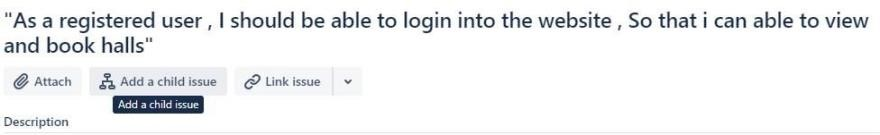 "As a registered user , I should be able to login into the website , So that i can able to view
and book halls"
Attach Add a child issue Link issue
Add a child issue
Description